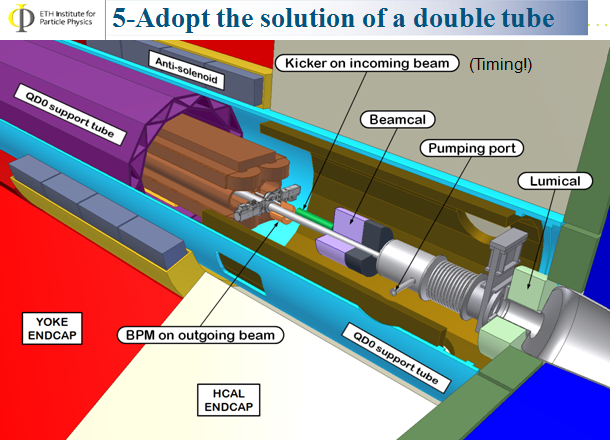 ETH Institute for
Particle Physics
5-Adopt the solution of a double tube
Anti-solenoid
Kicker on incoming beam
(Timing!)
QD0 support tube
Beamcal
Pumping port
Lumical
YOKE
ENDCAP
BPM on outgoing beam
QD0 support tube
HCAL
ENDCAP